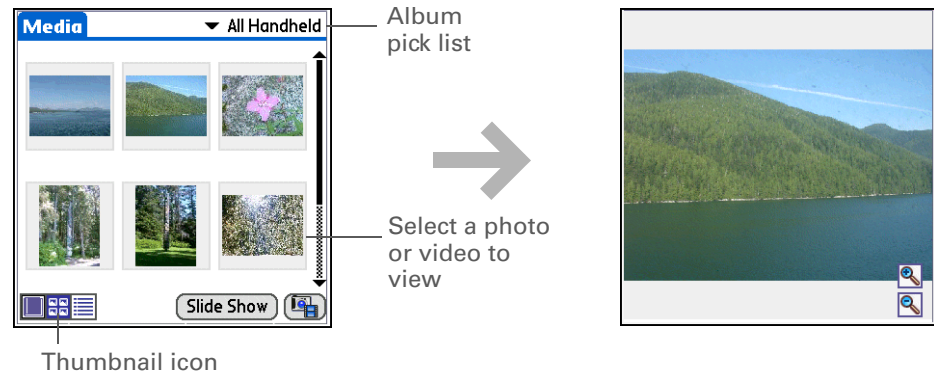 Media
All Handheld
Album
pick list
Select a photo
or video to
view
Slide Show
Thumbnail icon